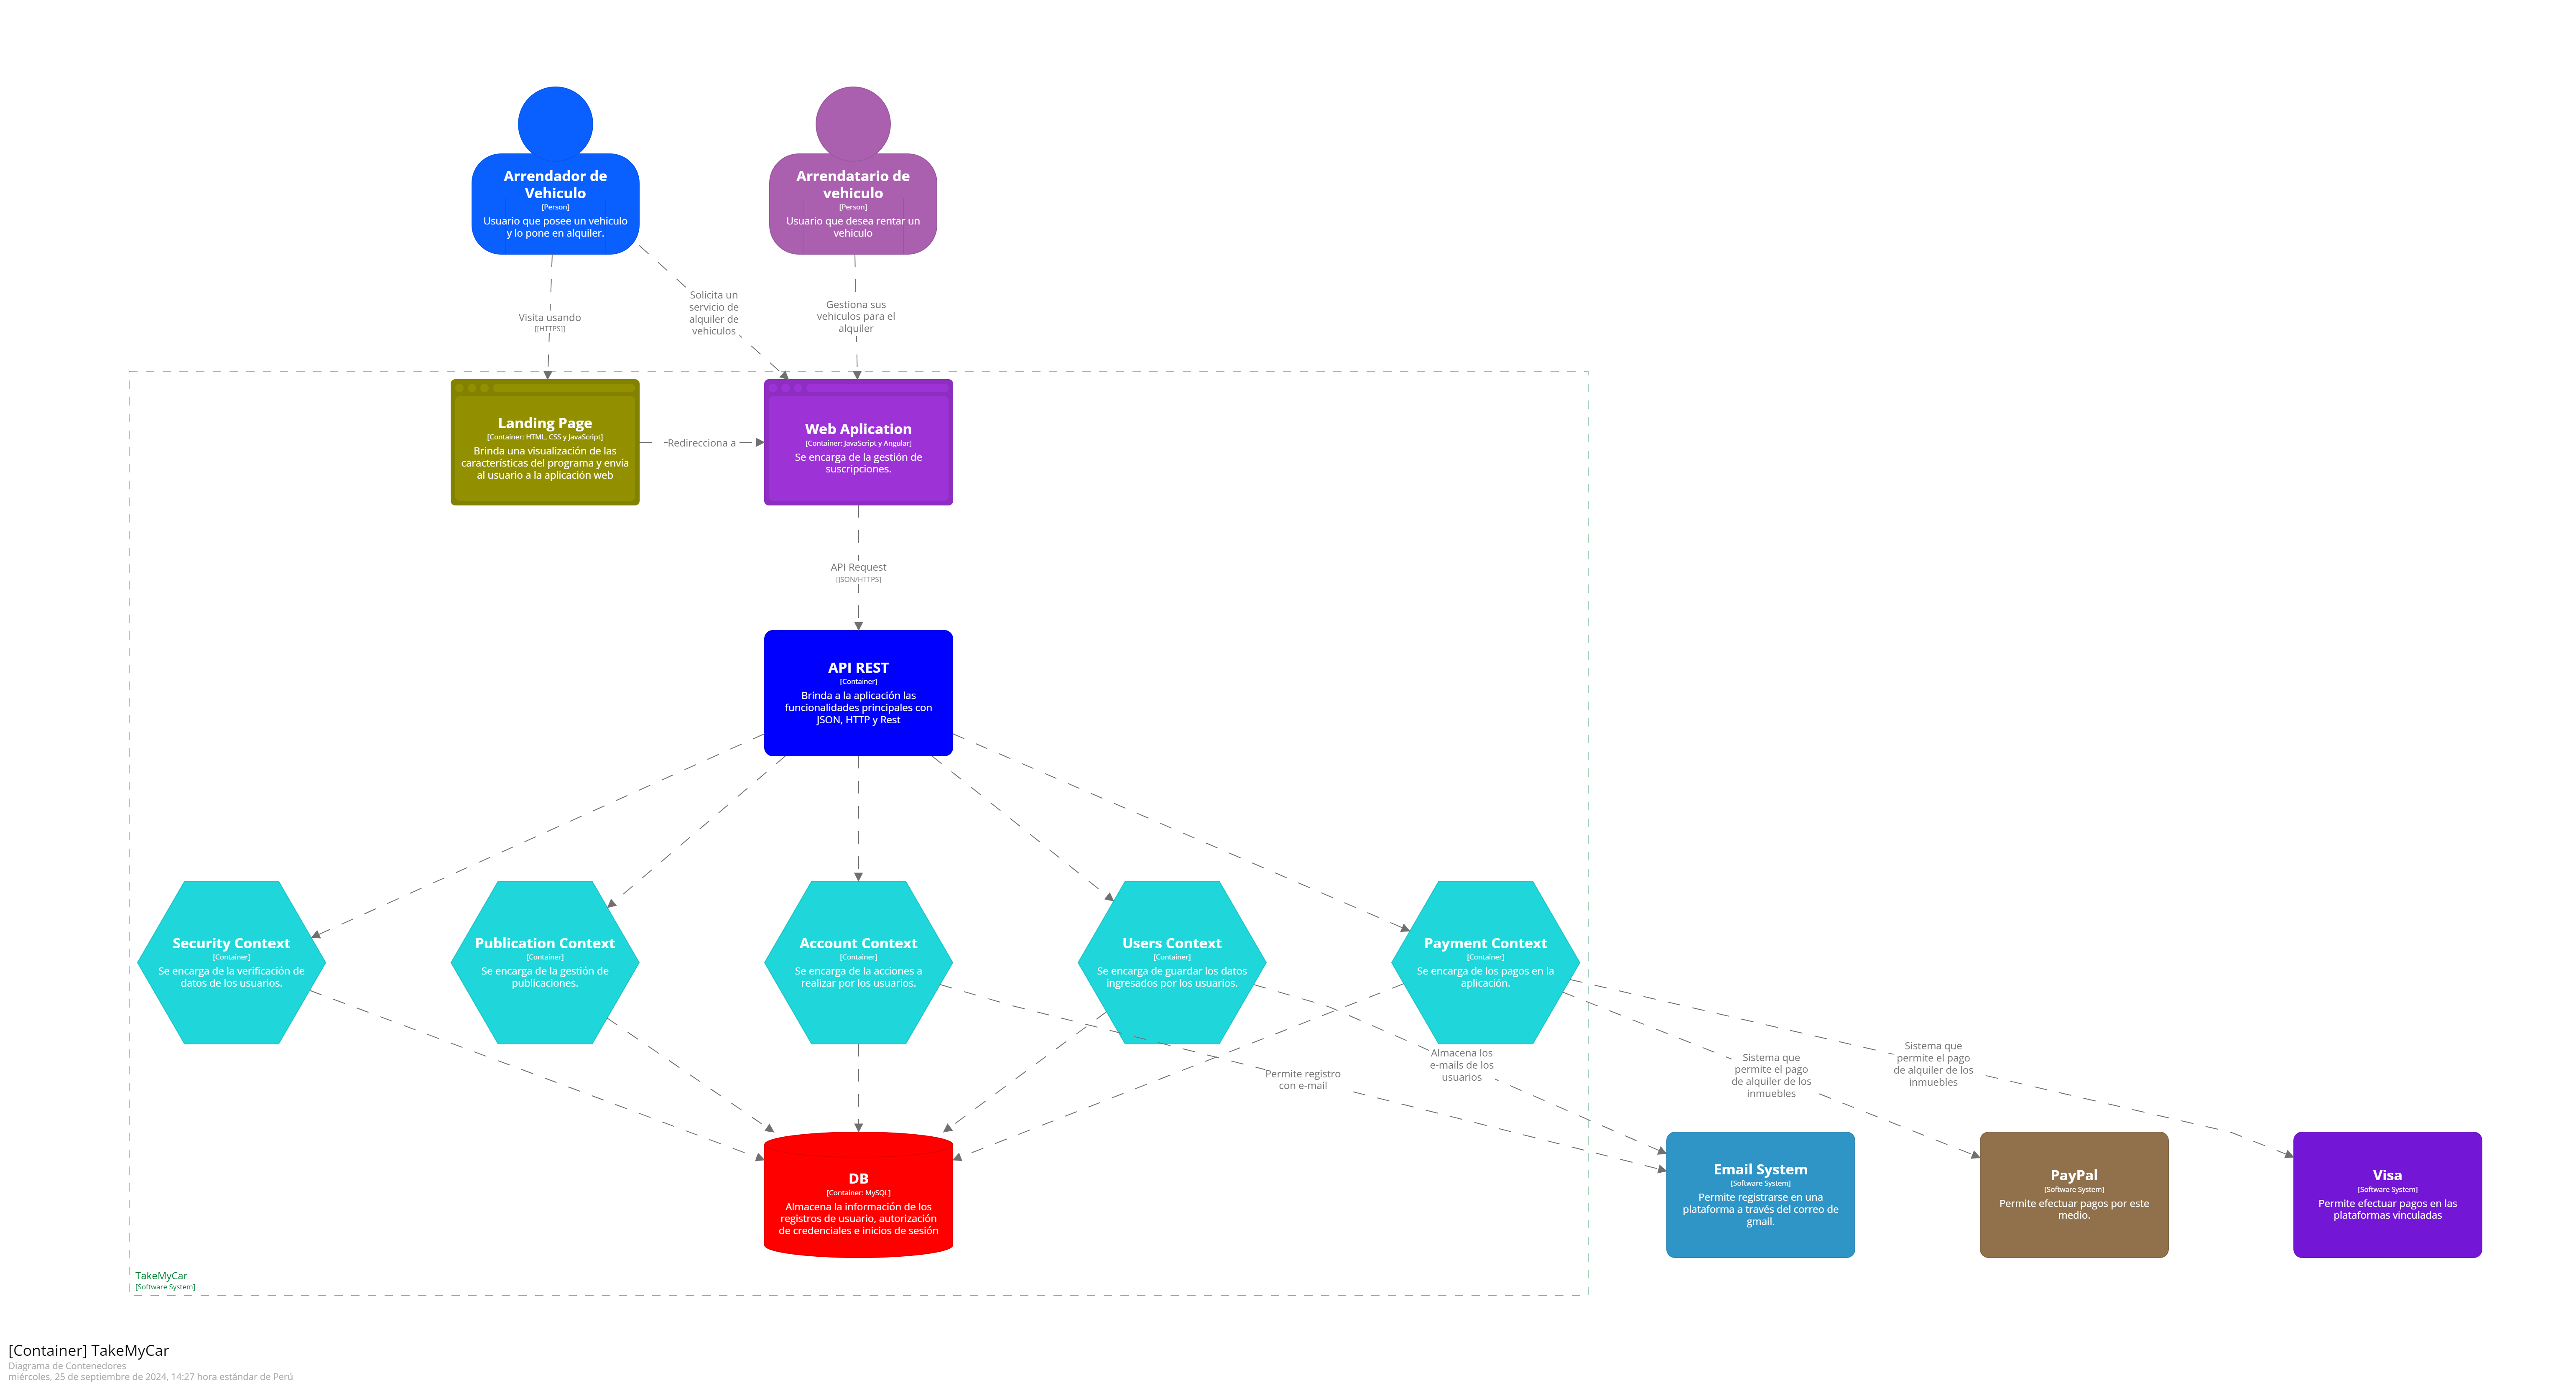 Arrendador de
Vehiculo
[Person]
Usuario que posee un vehiculo
y lo pone en alquiler.
Arrendatario de
vehiculo
[Person]
Usuario que desea rentar un
vehiculo
Visita usando
[[HTTPS]]
Solicita un
servicio de
alquiler de
vehiculos
Gestiona sus
vehiculos para el
alquiler
Landing Page
[Container: HTML, CSS y JavaScript]
Brinda una visualización de las
características del programa y envía
al usuario a la aplicación web
Redirecciona a
Web Aplication
[Container: JavaScript y Angular]
Se encarga de la gestión de
suscripciones.
API Request
[JSON/HTTPS]
API REST
[Container]
Brinda a la aplicación las
funcionalidades principales con
JSON, HTTP y Rest
Security Context
[Container]
Se encarga de la verificación de
datos de los usuarios.
Publication Context
[Container]
Se encarga de la gestión de
publicaciones.
Account Context
[Container]
Se encarga de la acciones a
realizar por los usuarios.
Users Context
[Container]
Se encarga de guardar los datos
ingresados por los usuarios.
Payment Context
[Container]
Se encarga de los pagos en la
aplicación.
Permite registro
con e-mail
Almacena los
e-mails de los
usuarios
Sistema que
permite el pago
de alquiler de los
inmuebles
Sistema que
permite el pago
de alquiler de los
inmuebles
DB
[Container: MySQL]
Almacena la información de los
registros de usuario, autorización
de credenciales e inicios de sesión
Email System
[Software System]
Permite registrarse en una
plataforma a través del correo de
gmail.
PayPal
[Software System]
Permite efectuar pagos por este
medio.
Visa
[Software System]
Permite efectuar pagos en las
plataformas vinculadas
TakeMyCar
[Software System]
[Container] TakeMyCar
Diagrama de Contenedores
miércoles, 25 de septiembre de 2024, 14:27 hora estándar de Perú